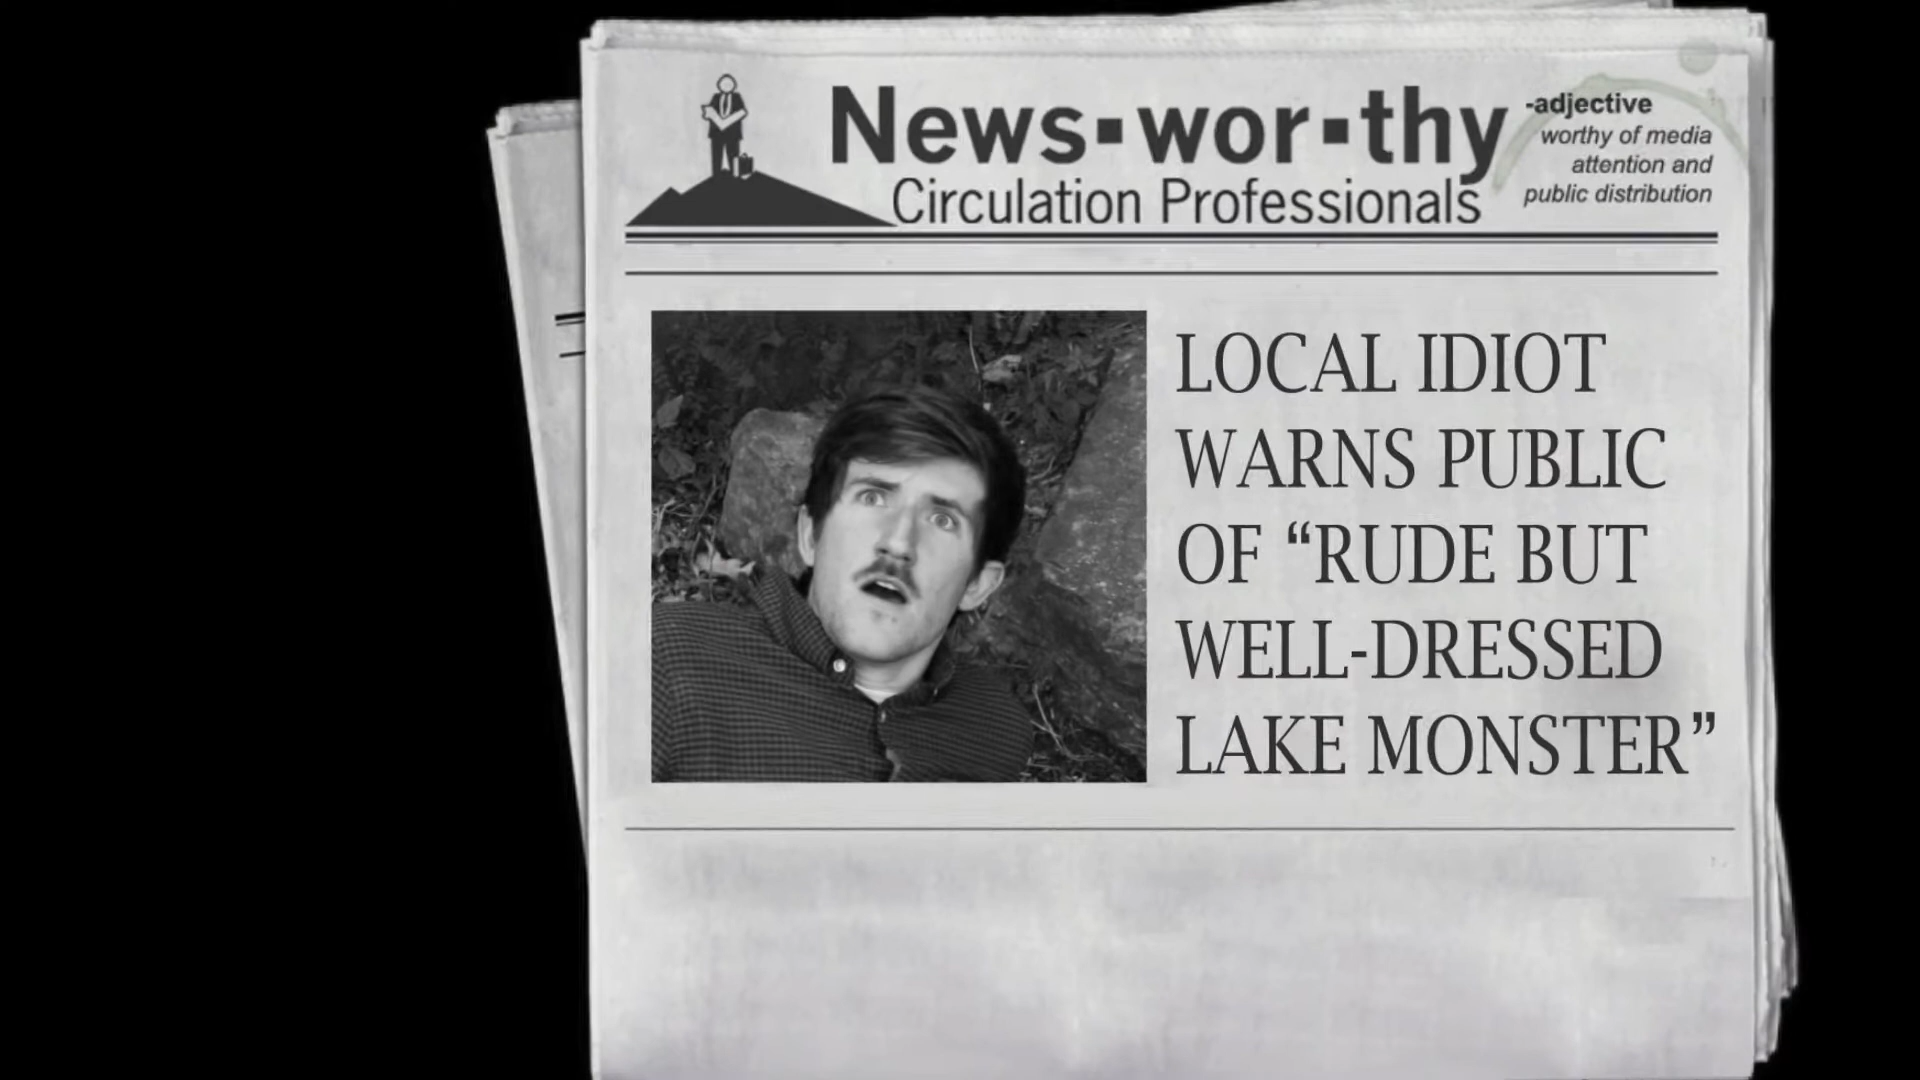 News▪wor▪thy
Circulation Professionals
-adjective
worthy of media
attention and
public distribution
LOCAL IDIOT
WARNS PUBLIC
OF “RUDE BUT
WELL-DRESSED
LAKE MONSTER”